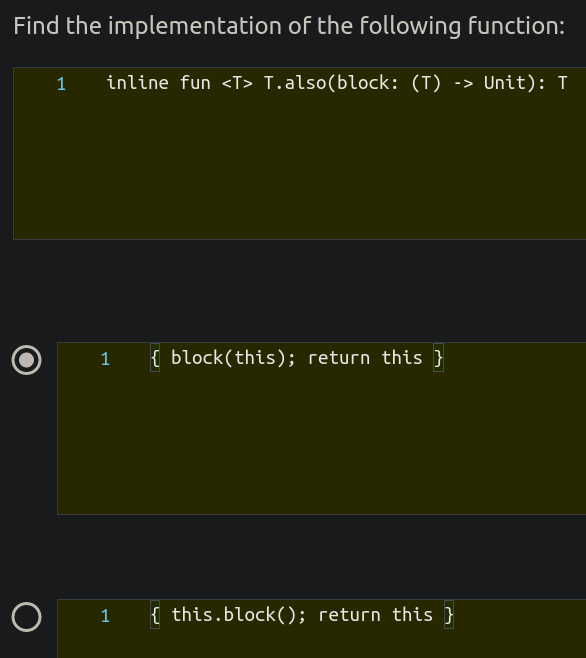 Find the implementation of the following function:
1 inline fun <T> T.also(block: (T) -> Unit): T
1 { block(this); return this }
1 { this.block(); return this }